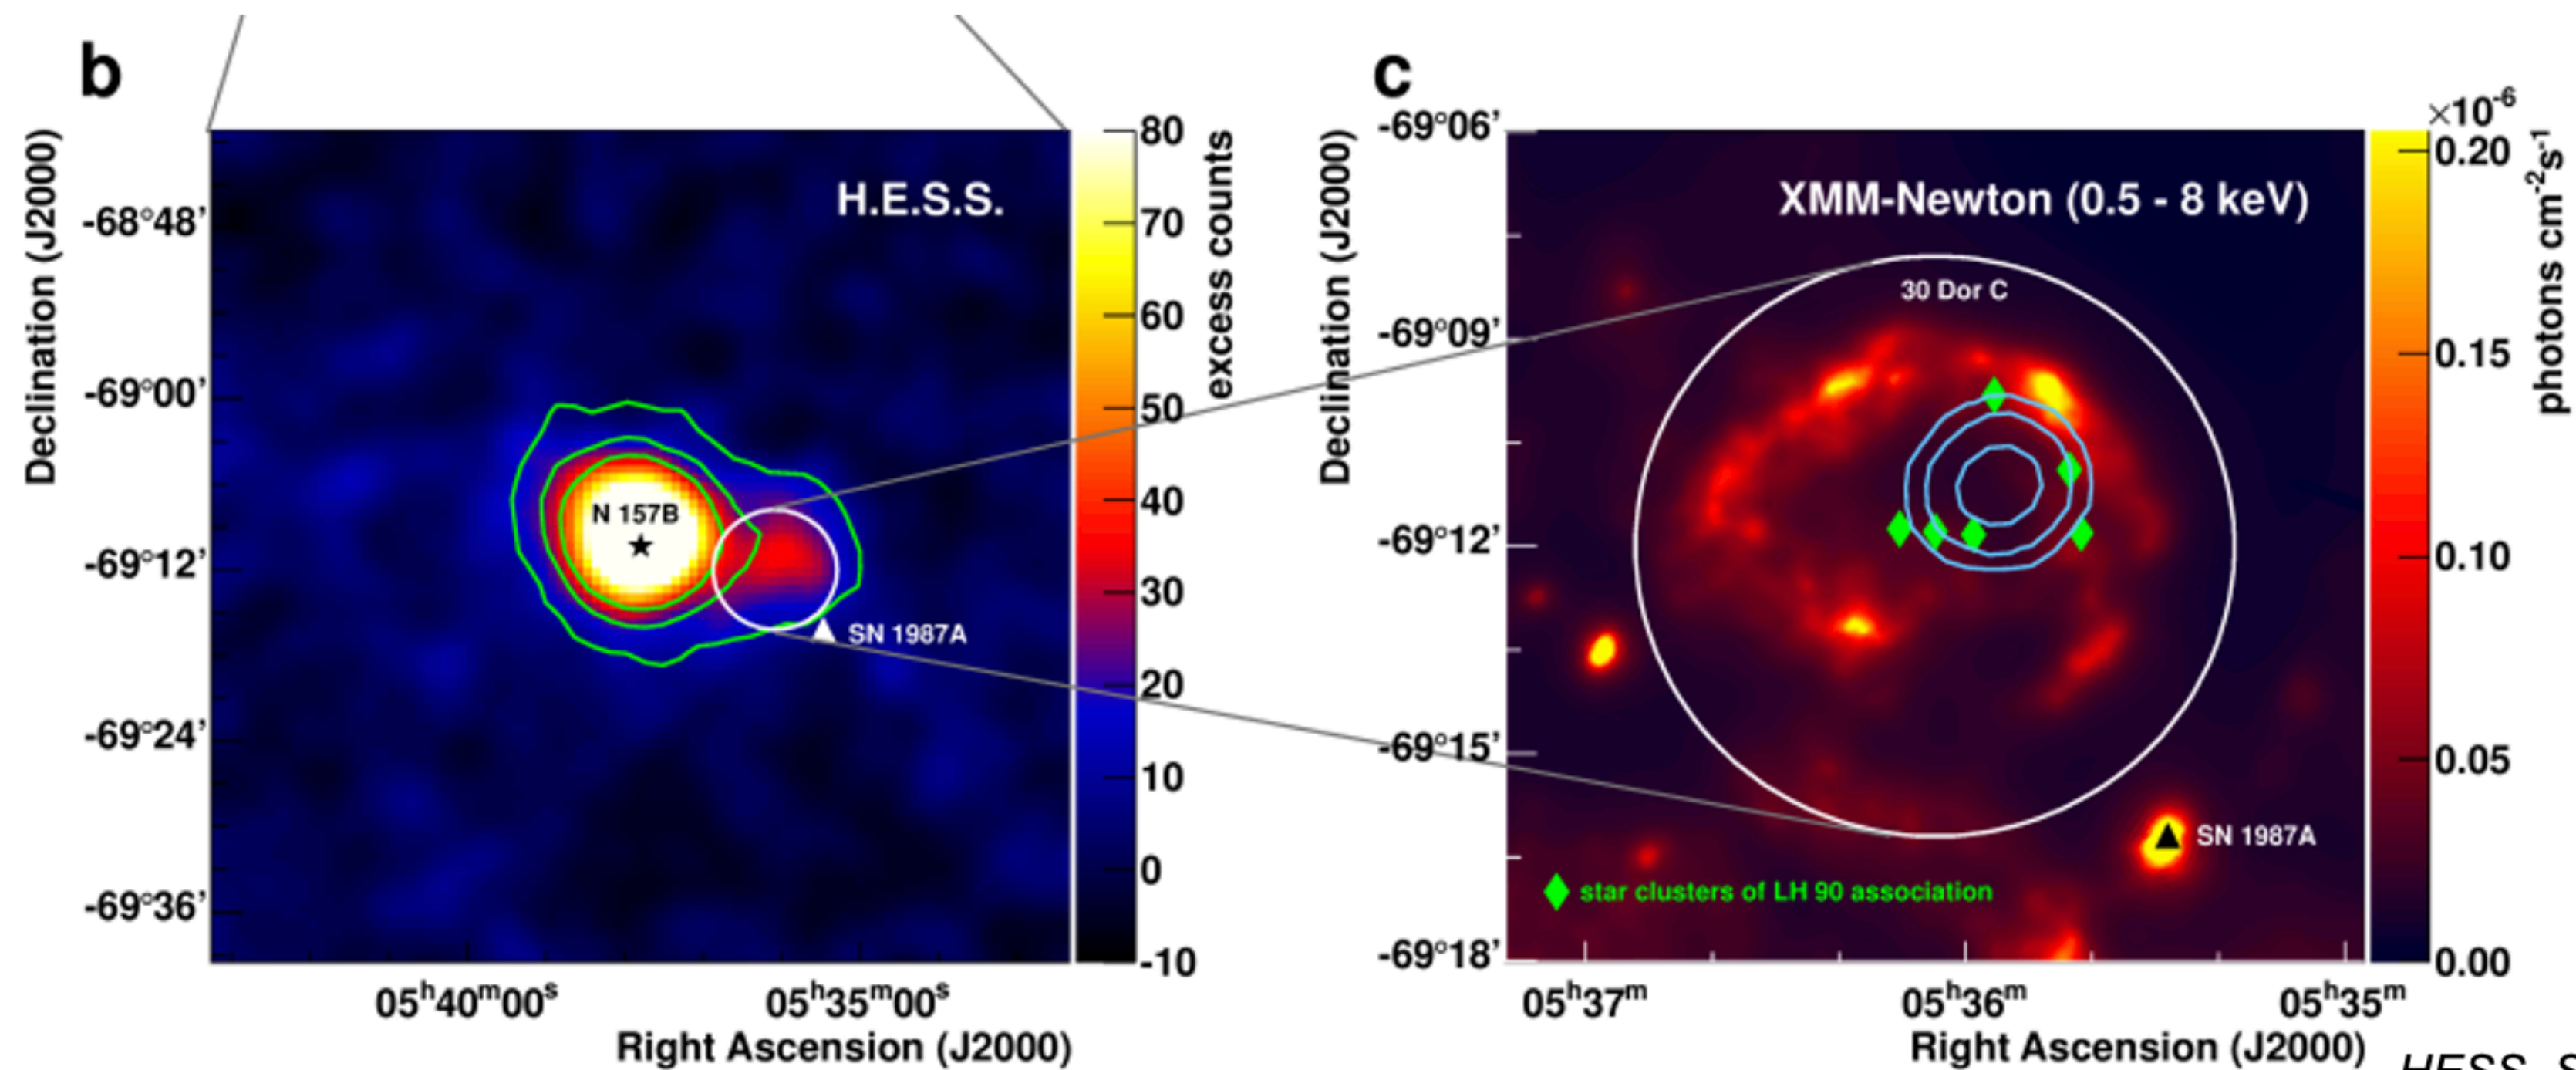 b
Declination (J2000)
-68°48'
-69°00'
-69°12'
-69°24'
-69°36'
H.E.S.S.
N 157B
SN 1987A
05h40m00s
05h35m00s
Right Ascension (J2000)
80
70
60
50
40
30
20
10
0
-10
excess counts
c
Declination (J2000)
-69°06'
-69°09'
-69°12'
-69°15'
-69°18'
XMM-Newton (0.5 - 8 keV)
30 Dor C
SN 1987A
star clusters of LH 90 association
05h37m
05h36m
05h35m
Right Ascension (J2000)
×10-6
0.20
0.15
0.10
0.05
0.00
photons cm-2s-1